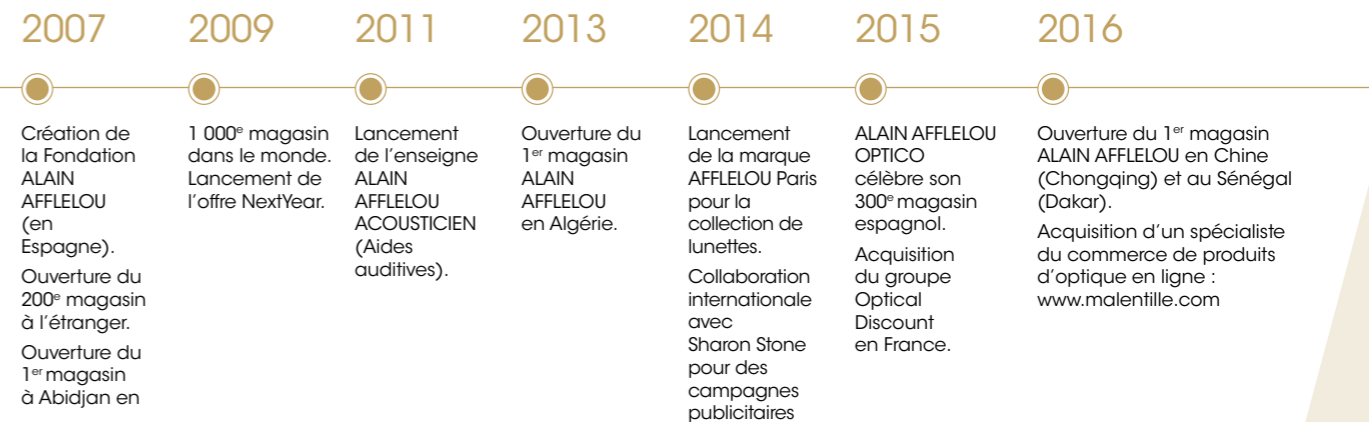 2007
Création de
la Fondation
ALAIN
AFFLELOU
(en
Espagne).
Ouverture du
200e magasin
à l'étranger.
Ouverture du
1er magasin
à Abidjan en
2009
1 000e magasin
dans le monde.
Lancement de
l'offre NextYear.
2011
Lancement
de l'enseigne
ALAIN
AFFLELOU
ACOUSTICIEN
(Aides
auditives).
2013
Ouverture du
1er magasin
ALAIN
AFFLELOU
en Algérie.
2014
Lancement
de la marque
AFFLELOU Paris
pour la
collection de
lunettes.
Collaboration
internationale
avec
Sharon Stone
pour des
campagnes
publicitaires
2015
ALAIN AFFLELOU
OPTICO
célèbre son
300e magasin
espagnol.
Acquisition
du groupe
Optical
Discount
en France.
2016
Ouverture du 1er magasin
ALAIN AFFLELOU en Chine
(Chongqing) et au Sénégal
(Dakar).
Acquisition d'un spécialiste
du commerce de produits
d'optique en ligne :
www.malentille.com